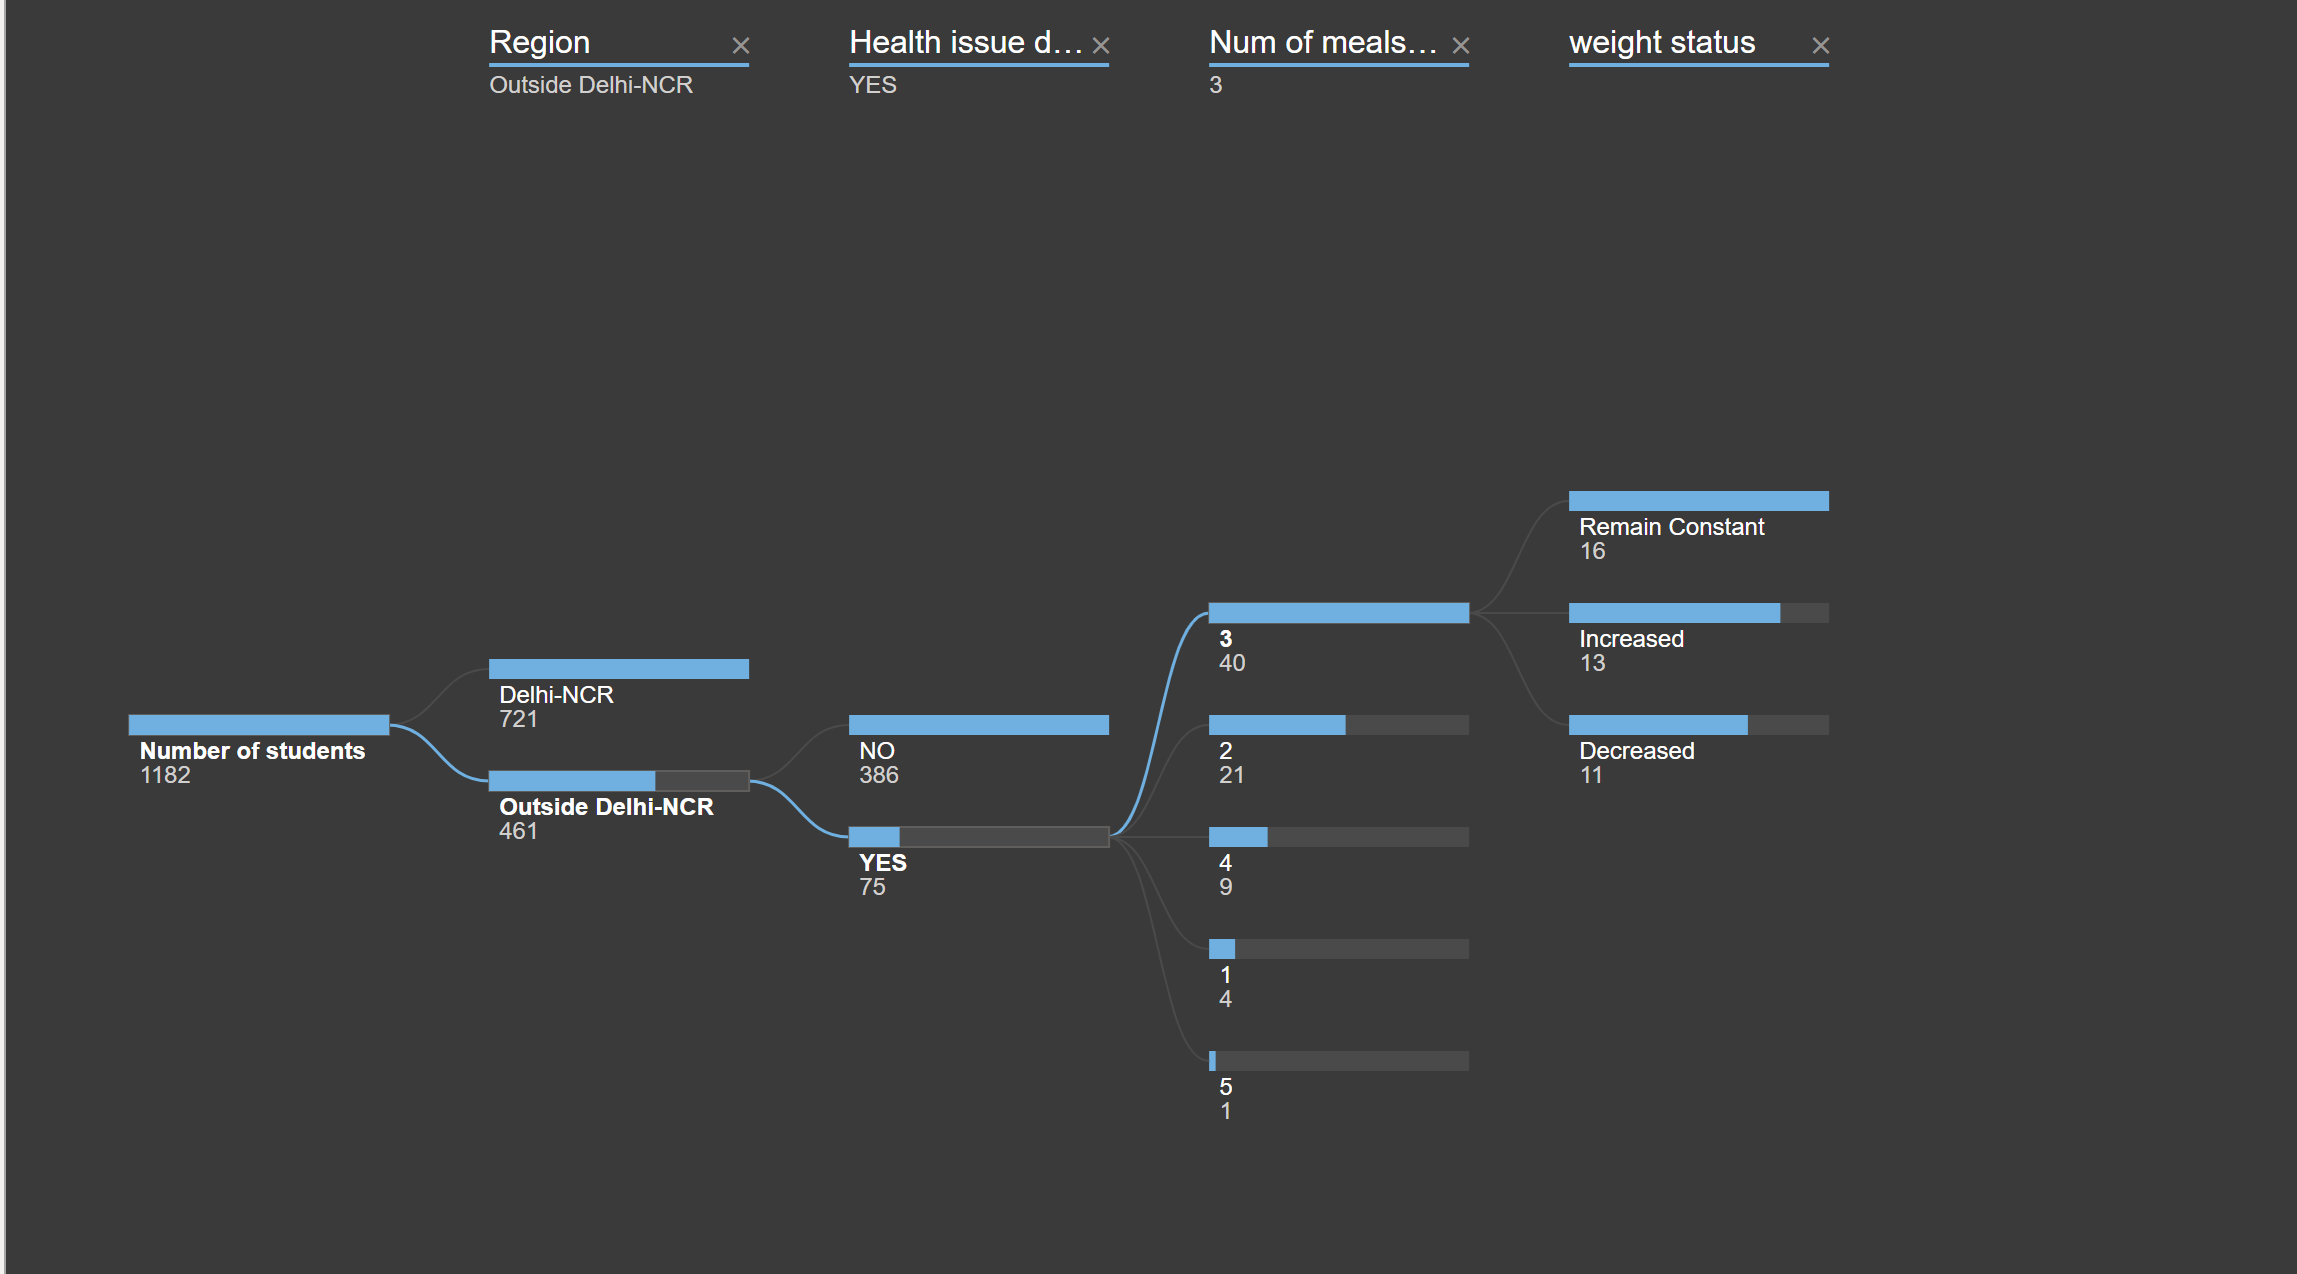 Region
Health issue d...
Num of meals...
weight status
Outside Delhi-NCR
YES
3
Number of students
1182
Delhi-NCR
721
Outside Delhi-NCR
461
NO
386
YES
75
3
40
2
21
4
9
1
4
5
1
Remain Constant
16
Increased
13
Decreased
11